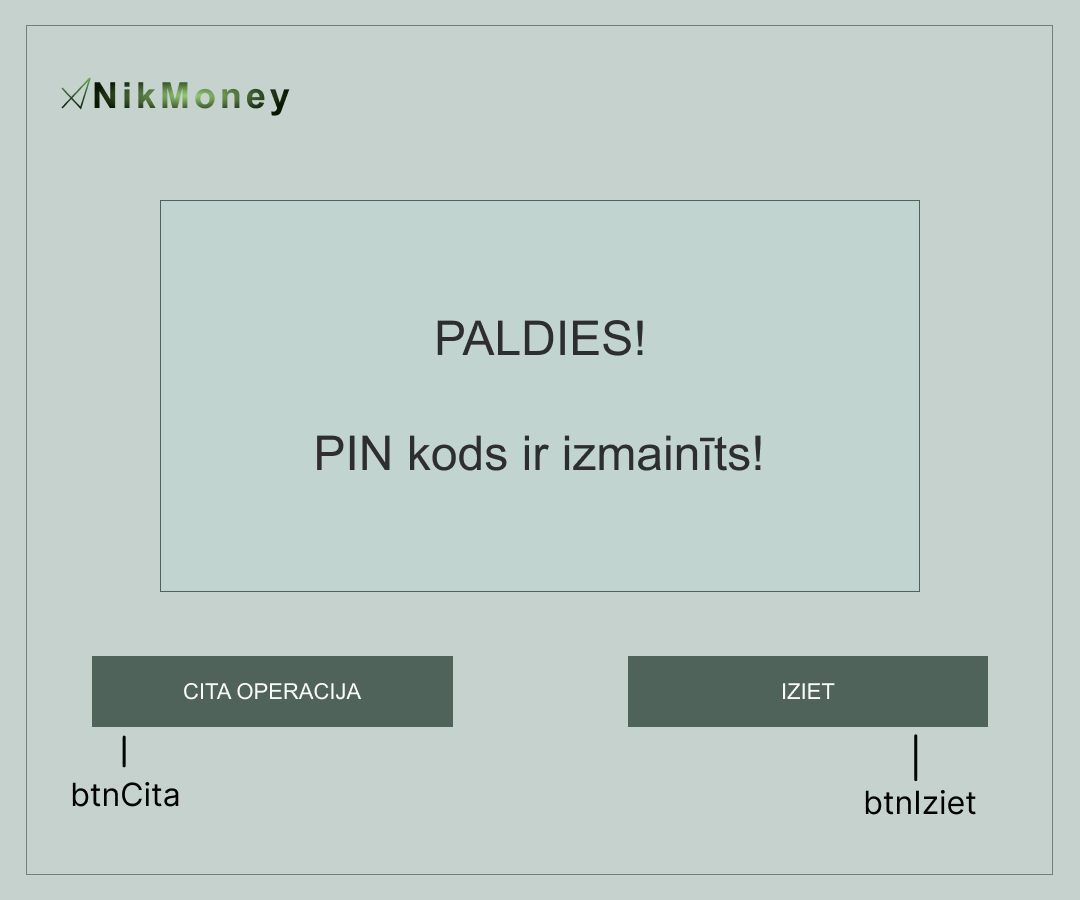 NikMoney
PALDIES!
PIN kods ir izmainīts!
CITA OPERACIJA
IZIET
btnCita
btnIziet